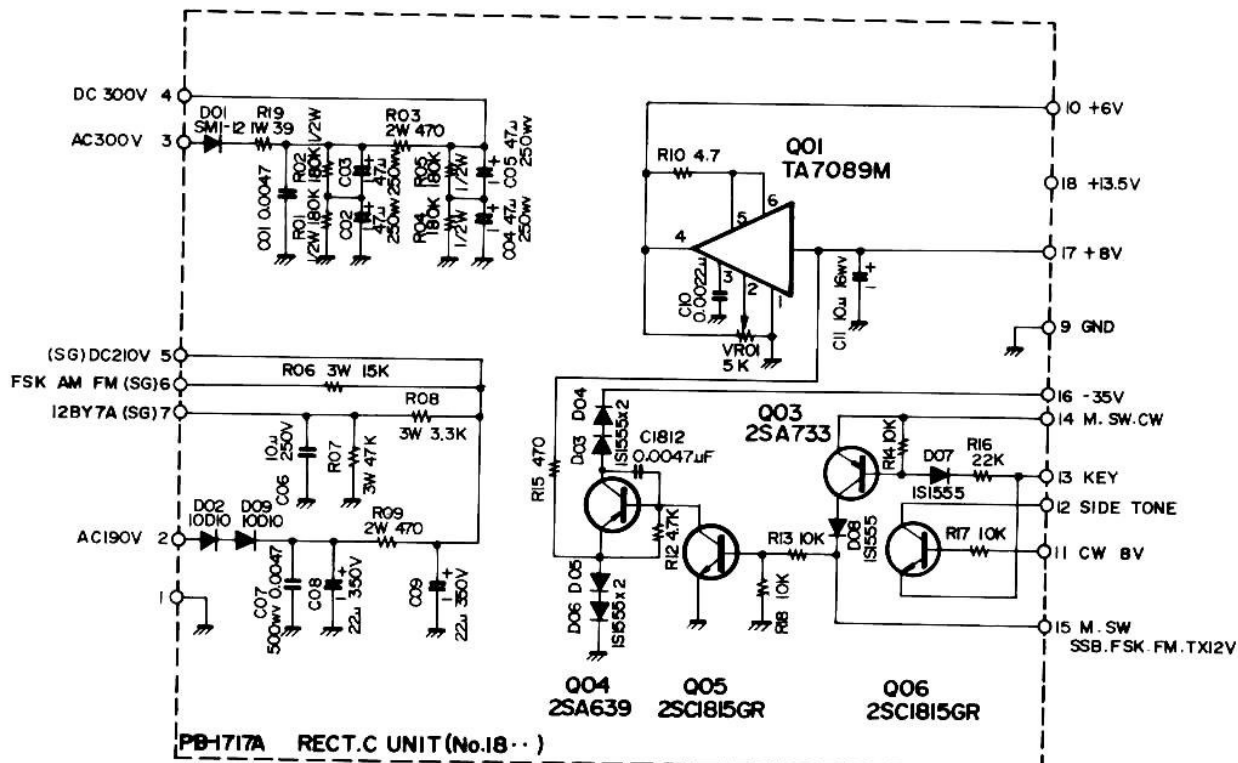 DC 300V 4
AC300V 3
D01
SM1-12
R19
1W 39
C01 0.0047
R02
180K 1/2W
R01
1/2W 180K
C03
47μ
250wv
C02
47μ
250wv
R03
2W 470
R05
180K
1/2W
R04
180K
1/2W
C05 47μ
250wv
C04 47μ
250wv
(SG) DC210V 5
FSK AM FM (SG) 6
12BY7A (SG) 7
R06 3W 15K
R08
3W 3.3K
10μ
250V
C06
R07
3W 47K
AC190V 2
D02
10D10
D09
10D10
R09
2W 470
C07
500wv 0.0047
C08
22μ 350V
C09
22μ 350V
1
R10 4.7
Q01
TA7089M
6
5
4
3
2
1
C10
0.0022μ
VR01
5K
C11 10μ 16wv
10 +6V
18 +13.5V
17 +8V
9 GND
16 -35V
14 M.SW.CW
13 KEY
12 SIDE TONE
11 CW 8V
15 M.SW
SSB.FSK.FM.TX12V
R15 470
D03 D04
1S1555x2
C1812
0.0047μF
R12 4.7K
D06 D05
1S1555x2
Q03
2SA733
R14 10K
D07
1S1555
R16
22K
D08
1S1555
R13 10K
R18 10K
R17 10K
Q04
2SA639
Q05
2SC1815GR
Q06
2SC1815GR
PB-1717A RECT.C UNIT (No.18··)